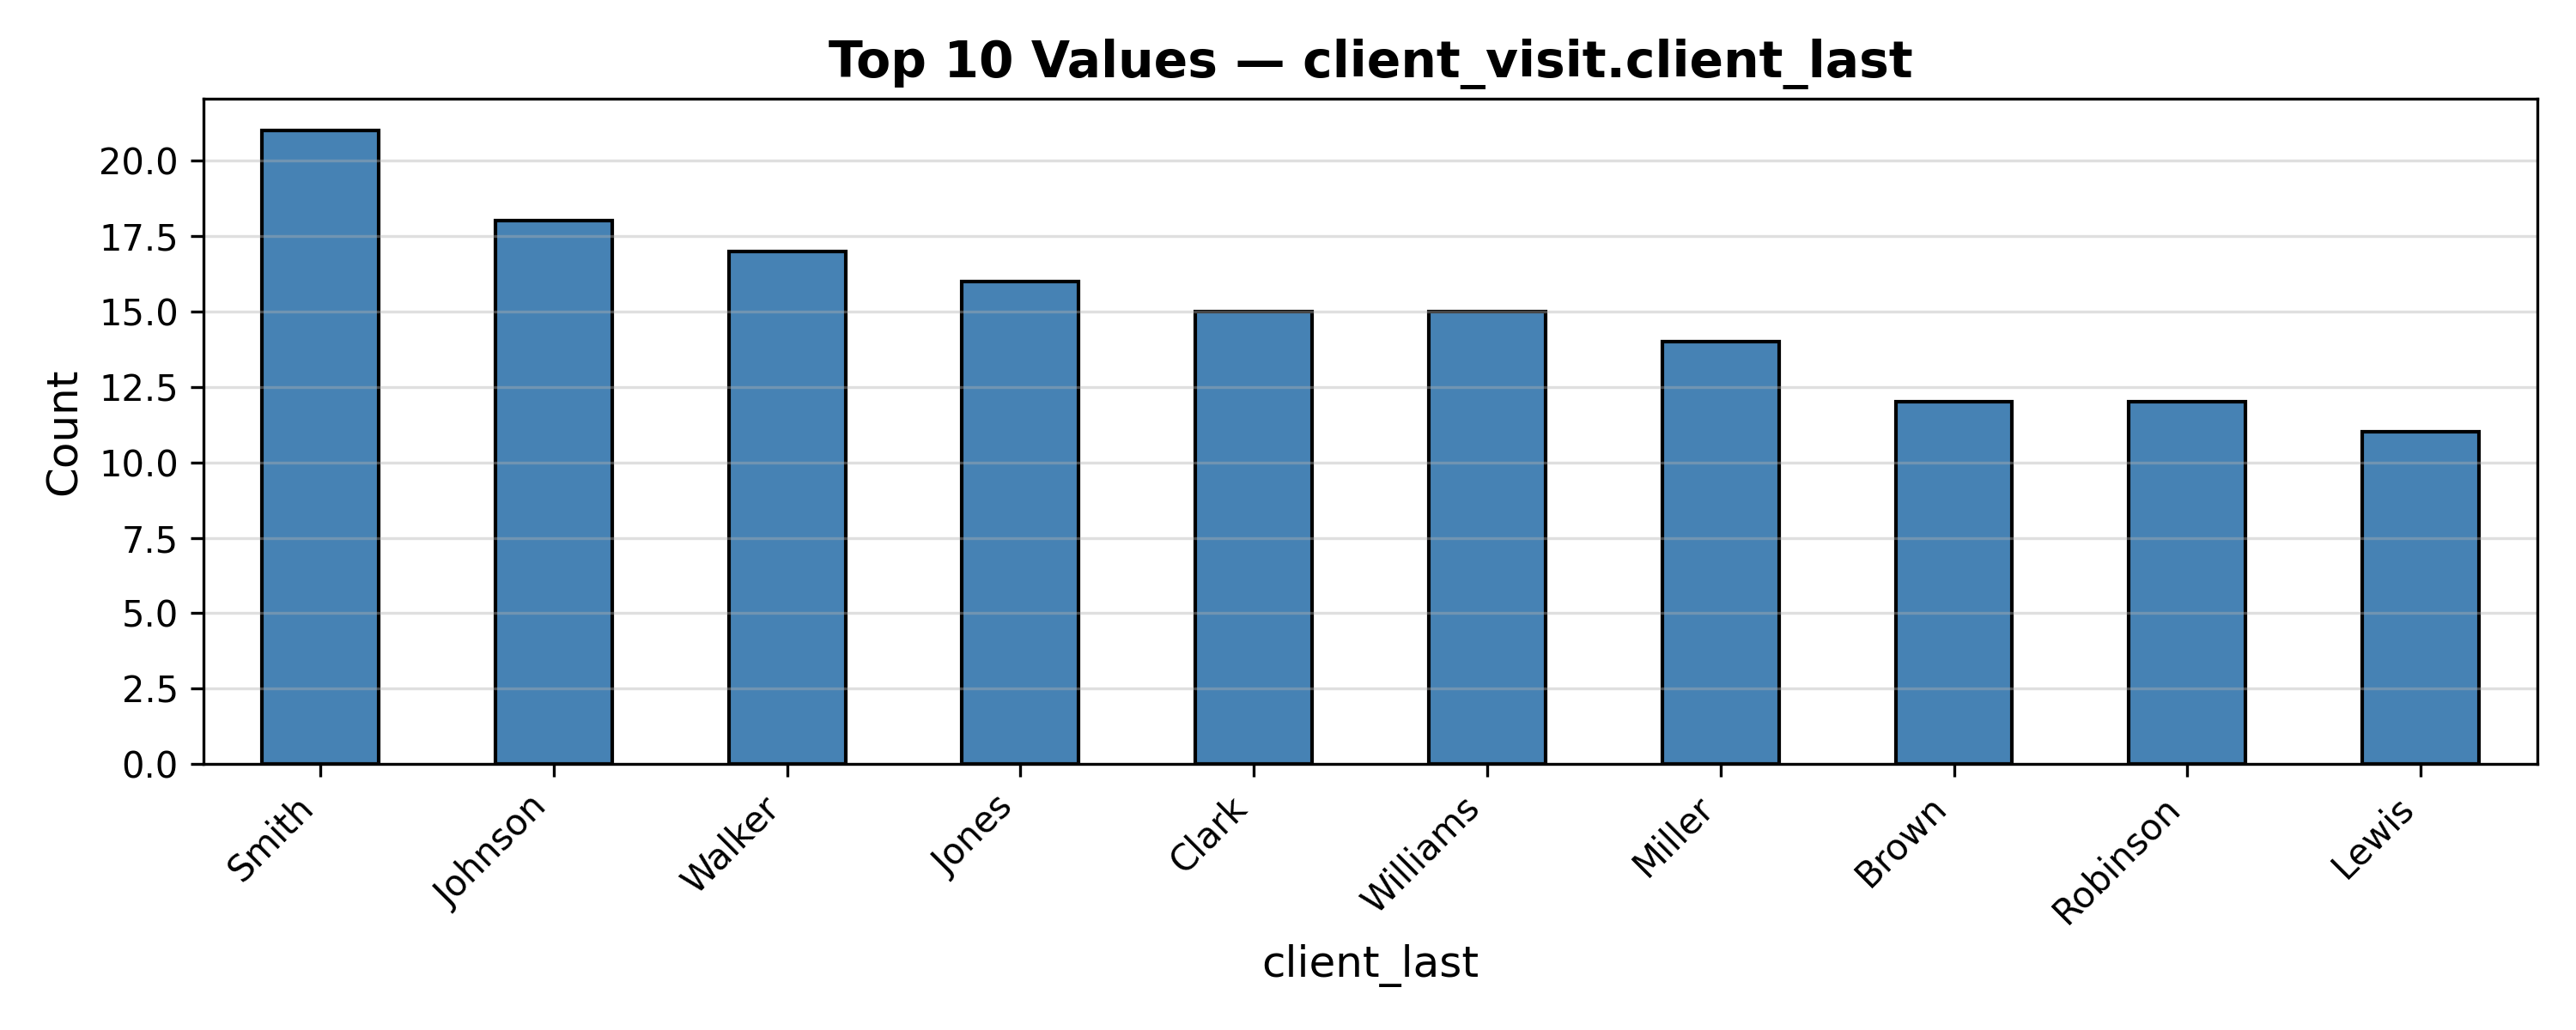 Top 10 Values — client_visit.client_last
Count
20.0
17.5
15.0
12.5
10.0
7.5
5.0
2.5
0.0
Smith
Johnson
Walker
Jones
Clark
Williams
Miller
Brown
Robinson
Lewis
client_last